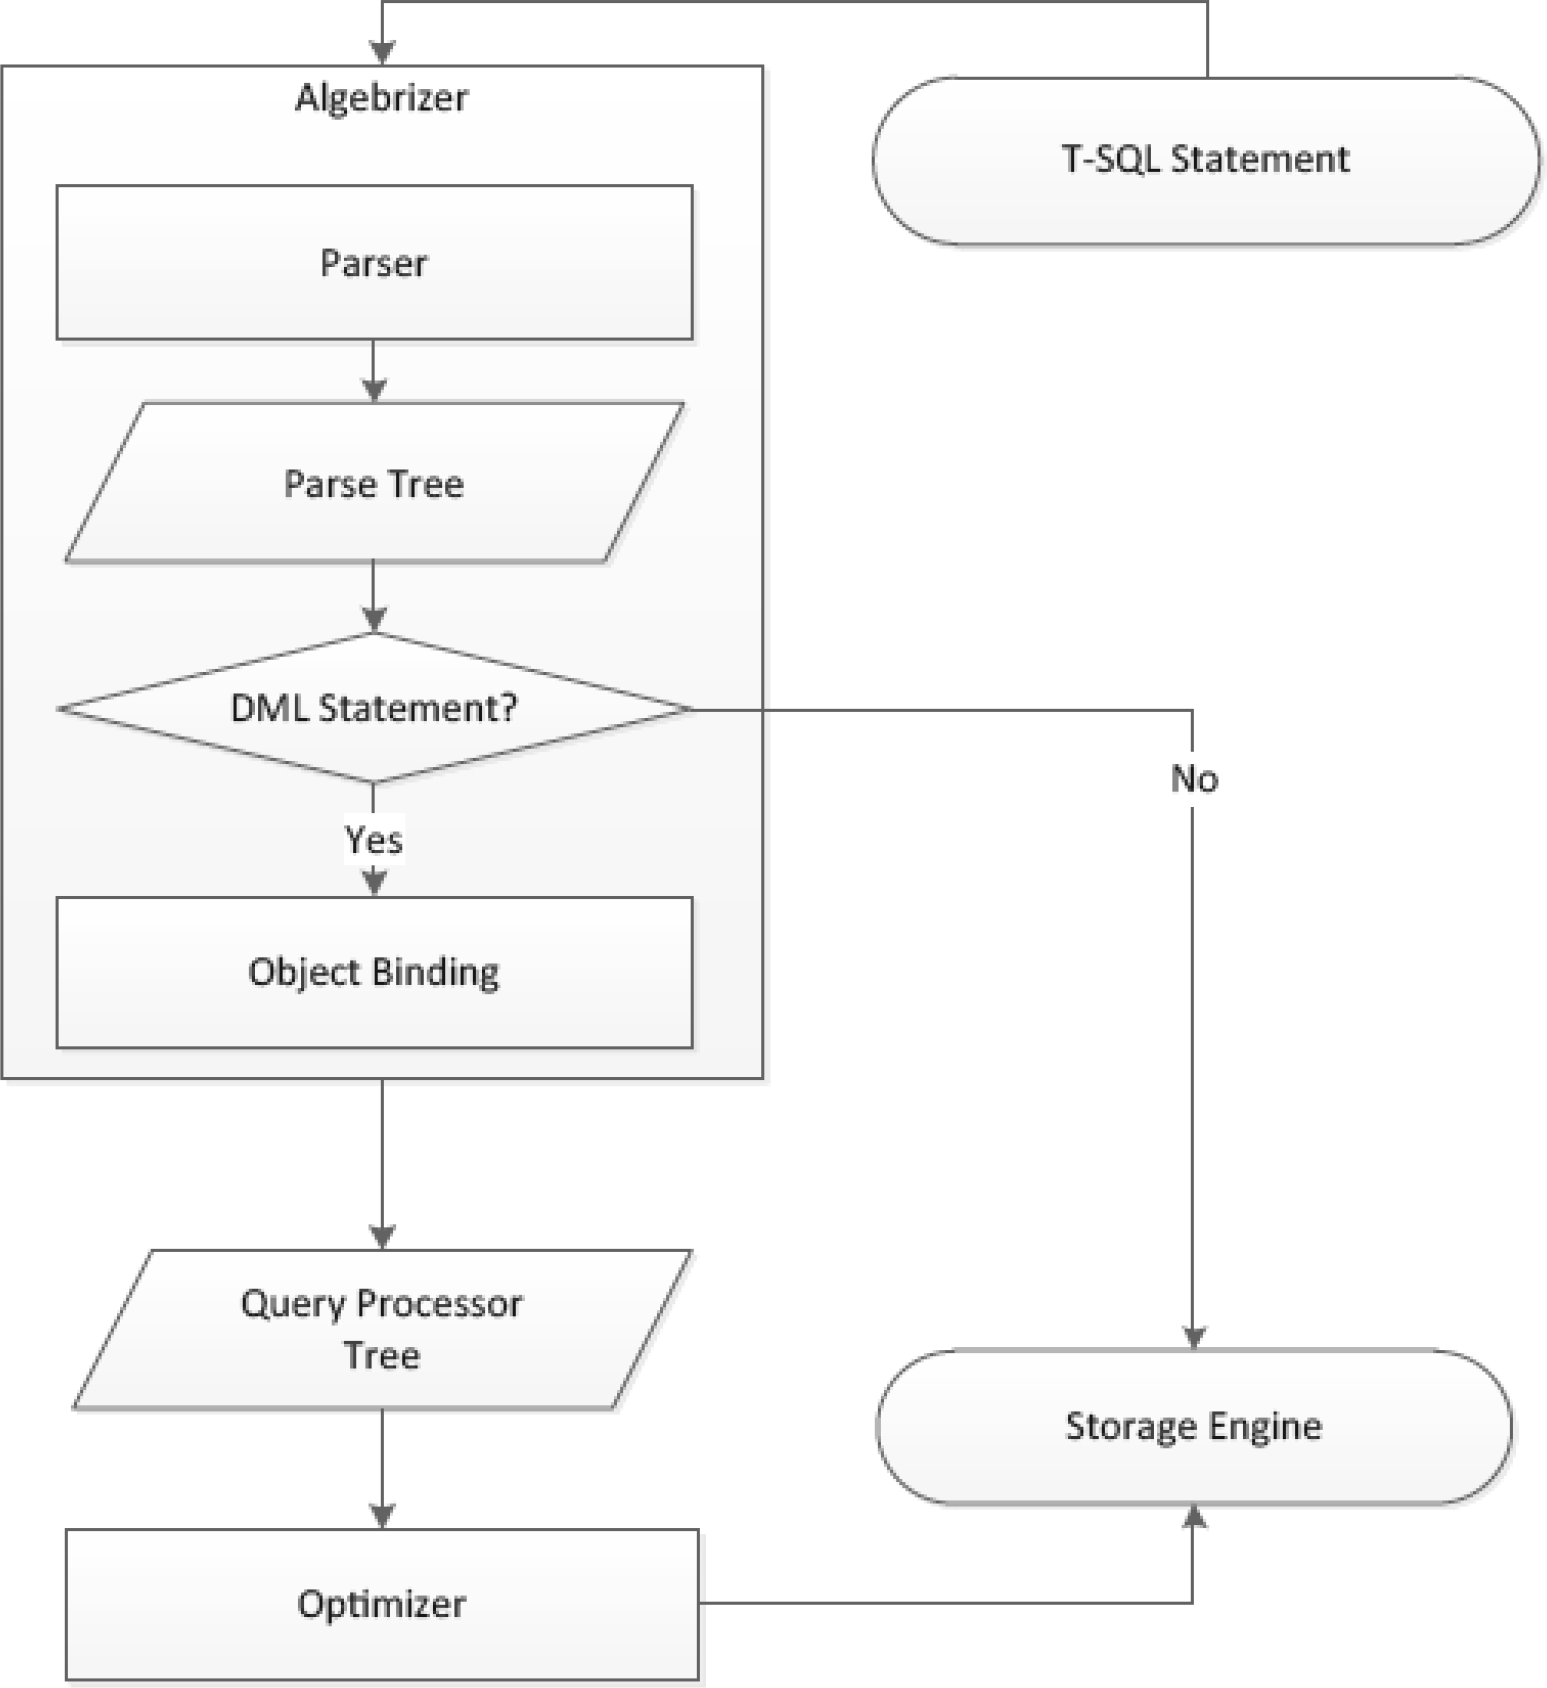 Algebrizer
T-SQL Statement
Parser
Parse Tree
DML Statement?
No
Yes
Object Binding
Query Processor
Tree
Storage Engine
Optimizer